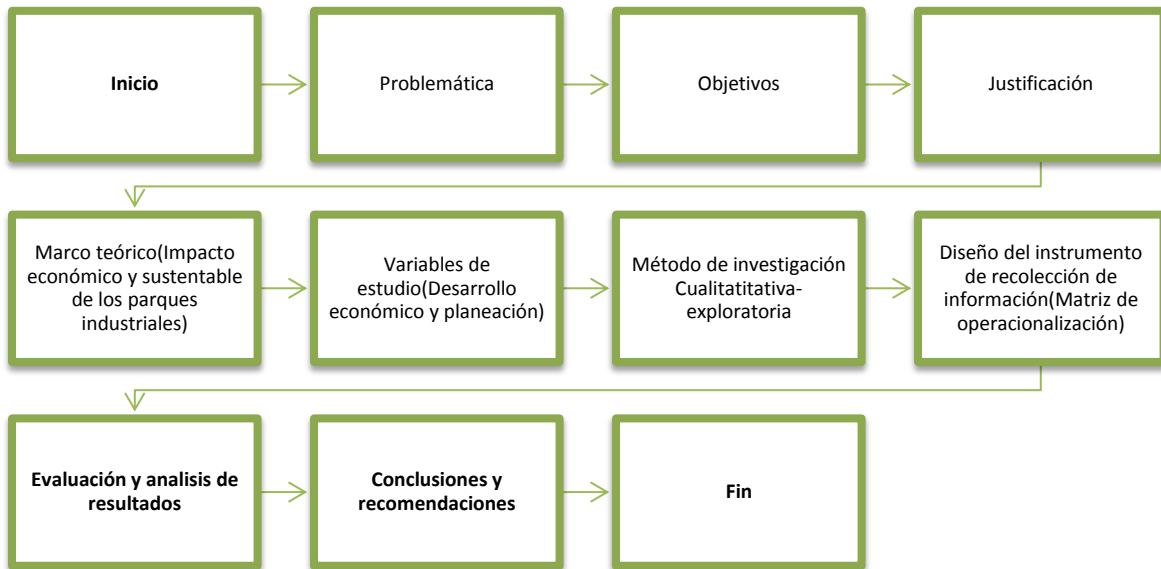 Inicio
Problemática
Objetivos
Justificación
Marco teórico(Impacto
económico y sustentable
de los parques
industriales)
Variables de
estudio(Desarrollo
económico y planeación)
Método de investigación
Cualitatitativa-
exploratoria
Diseño del instrumento
de recolección de
información(Matriz de
operacionalización)
Evaluación y analisis de
resultados
Conclusiones y
recomendaciones
Fin